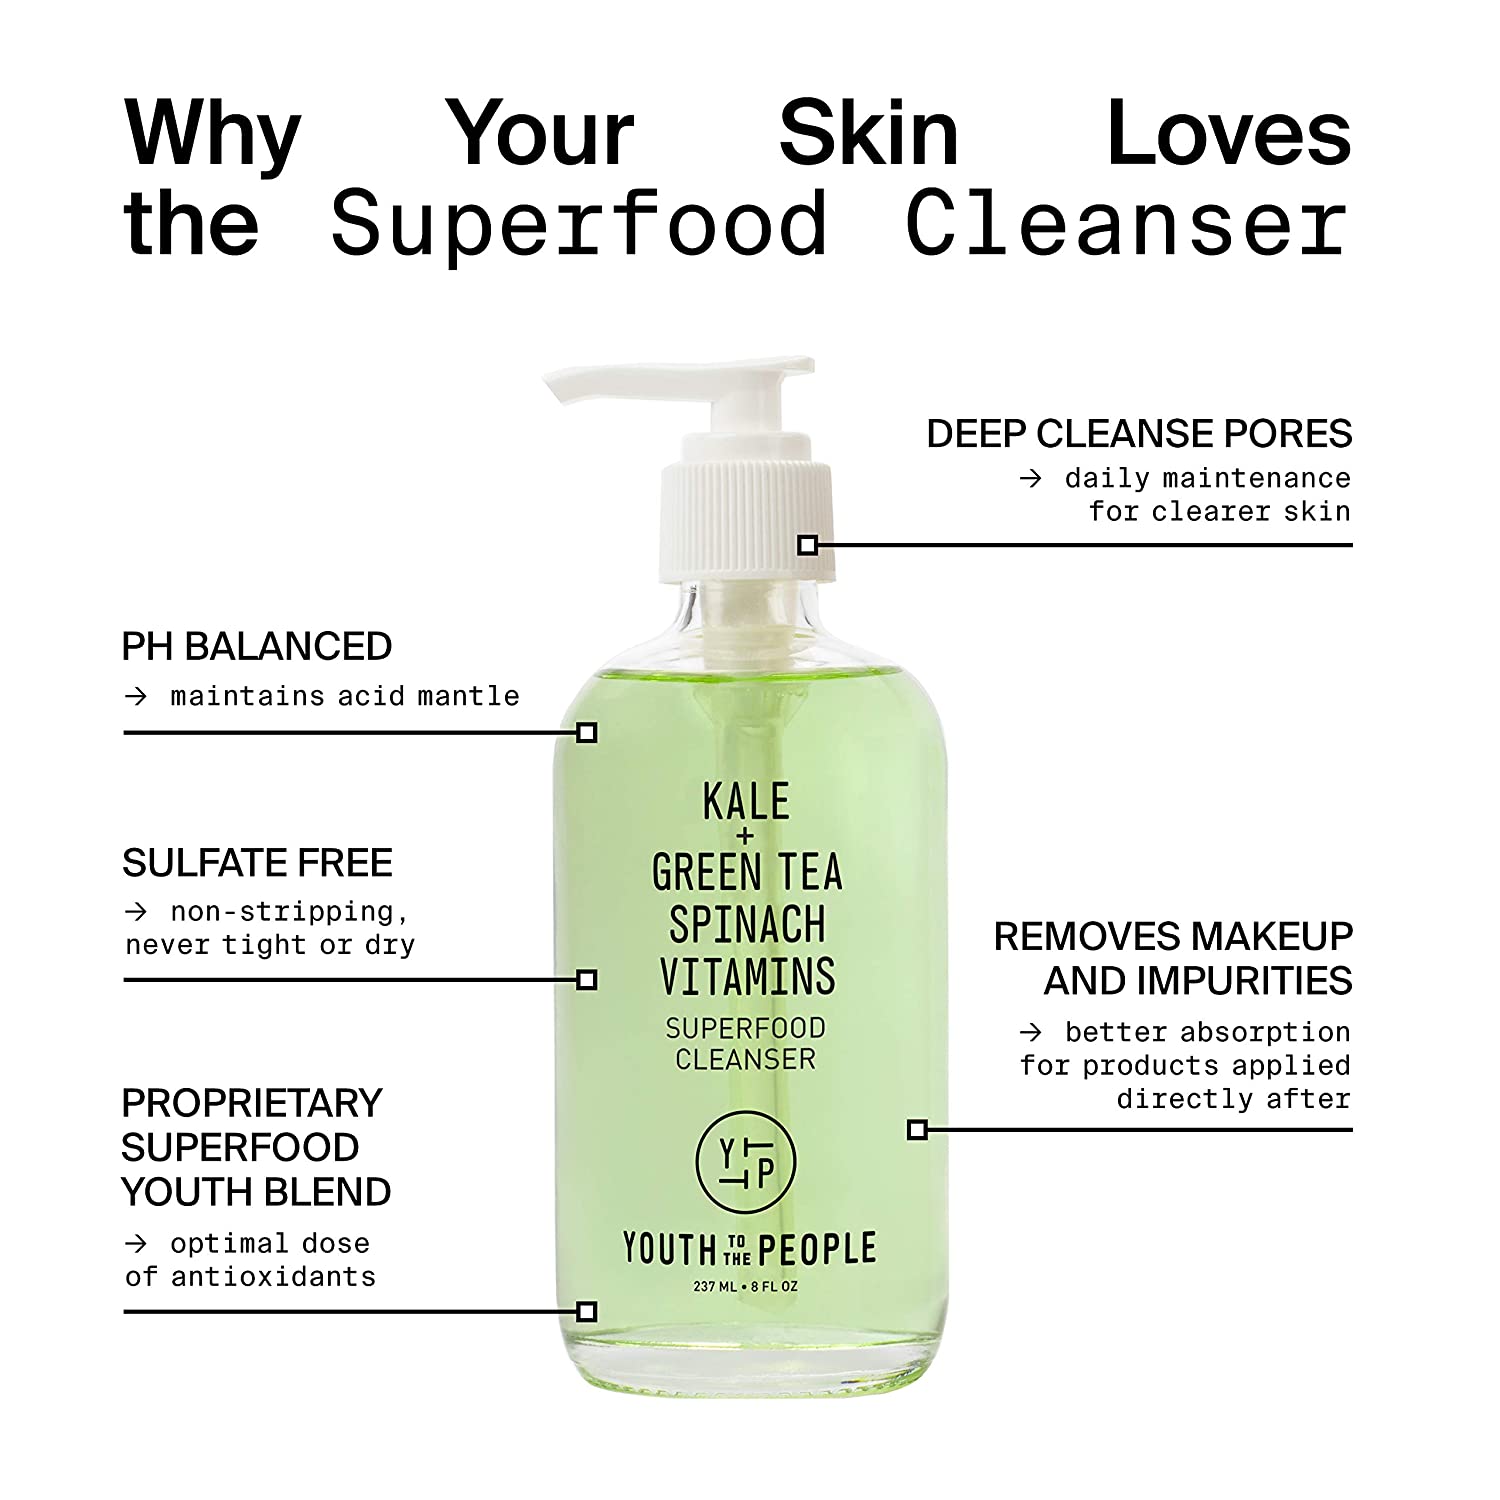 Why Your Skin Loves
the Superfood Cleanser
DEEP CLEANSE PORES
→ daily maintenance
for clearer skin
PH BALANCED
→ maintains acid mantle
SULFATE FREE
→ non-stripping,
never tight or dry
PROPRIETARY
SUPERFOOD
YOUTH BLEND
→ optimal dose
of antioxidants
KALE
+
GREEN TEA
SPINACH
VITAMINS
SUPERFOOD
CLEANSER
YTTP
YOUTH TO THE PEOPLE
237 ML • 8 FL OZ
REMOVES MAKEUP
AND IMPURITIES
→ better absorption
for products applied
directly after